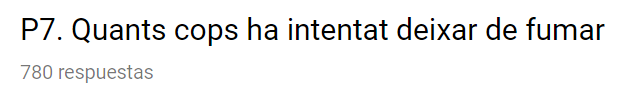 P7. Quants cops ha intentat deixar de fumar
780 respuestas